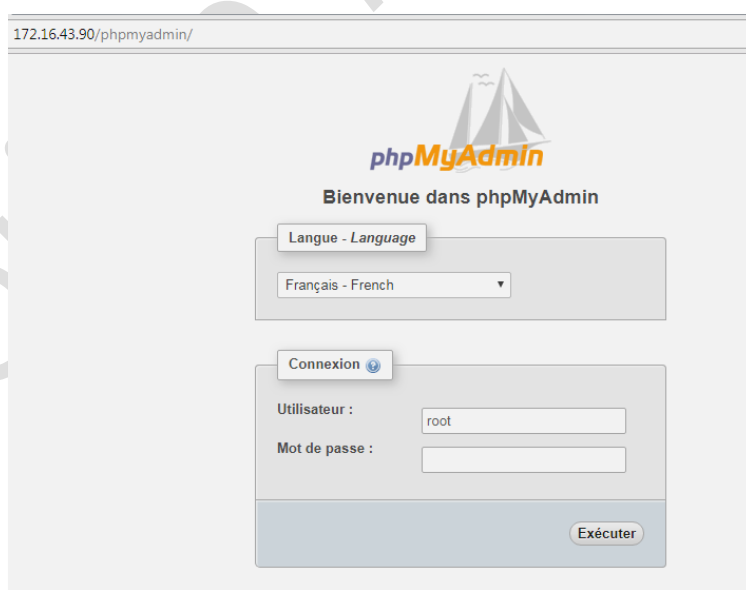 172.16.43.90/phpmyadmin/
phpMyAdmin
Bienvenue dans phpMyAdmin
Langue - Language
Français - French
Connexion
Utilisateur :
root
Mot de passe :
Exécuter